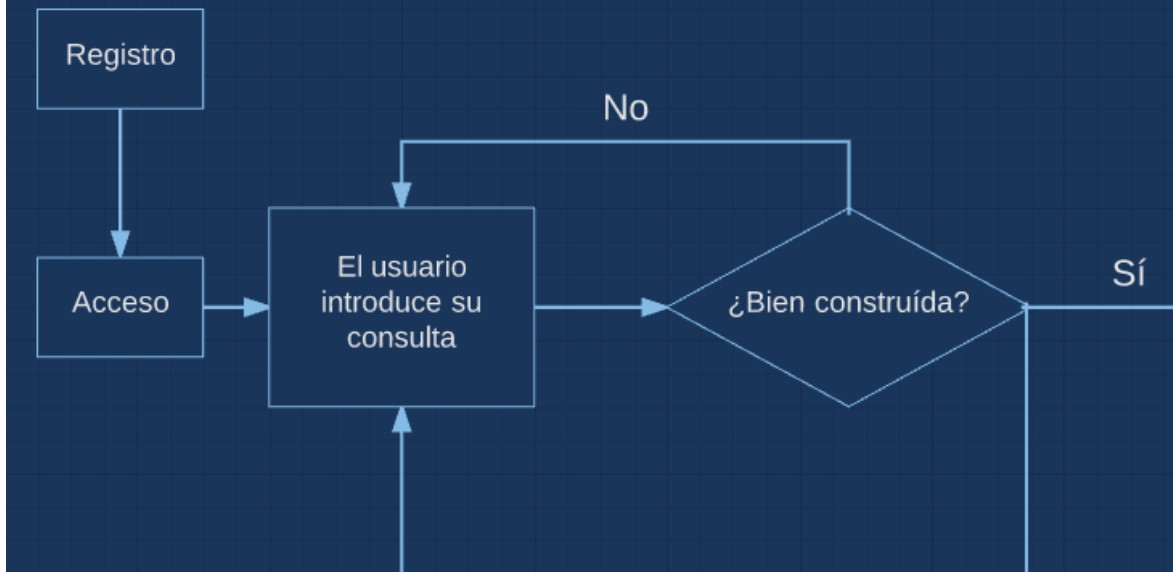 Registro
No
El usuario
introduce su
consulta
Acceso
¿Bien construída?
Sí